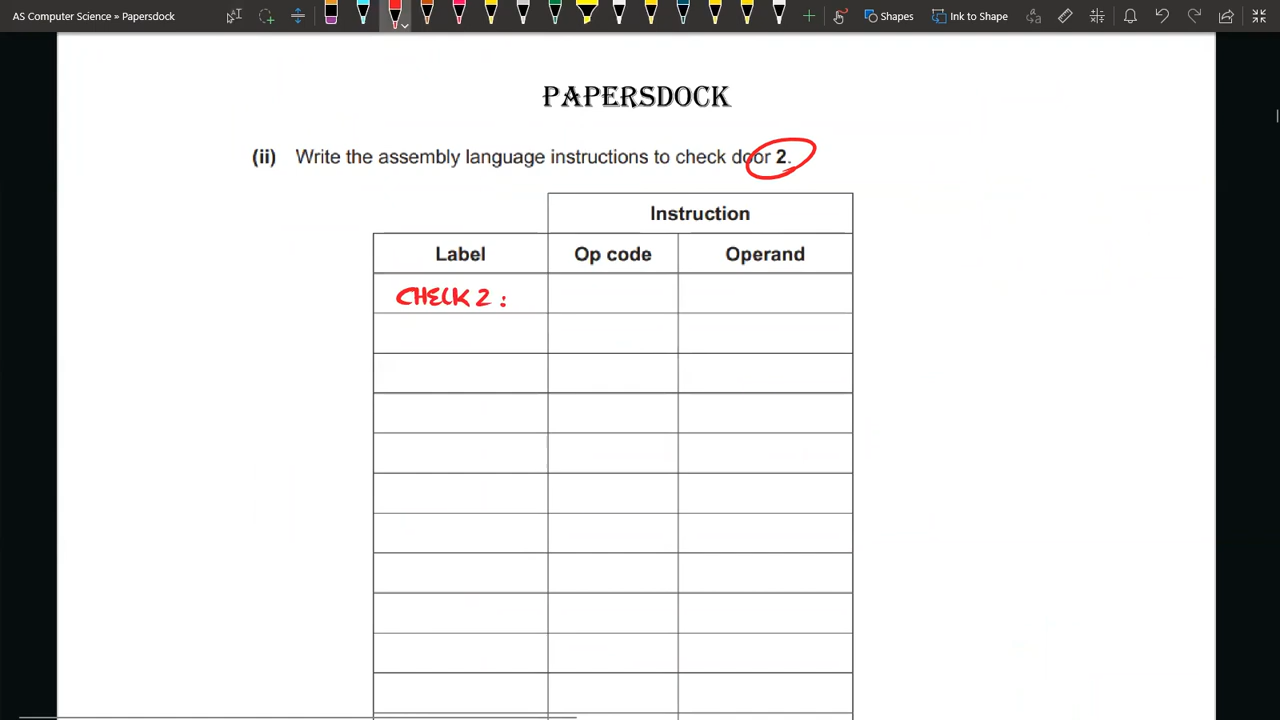 AS Computer Science » Papersdock
Shapes
Ink to Shape
PAPERSDOCK
(ii) Write the assembly language instructions to check door 2.
Instruction
Label Op code Operand
CHECK 2 :